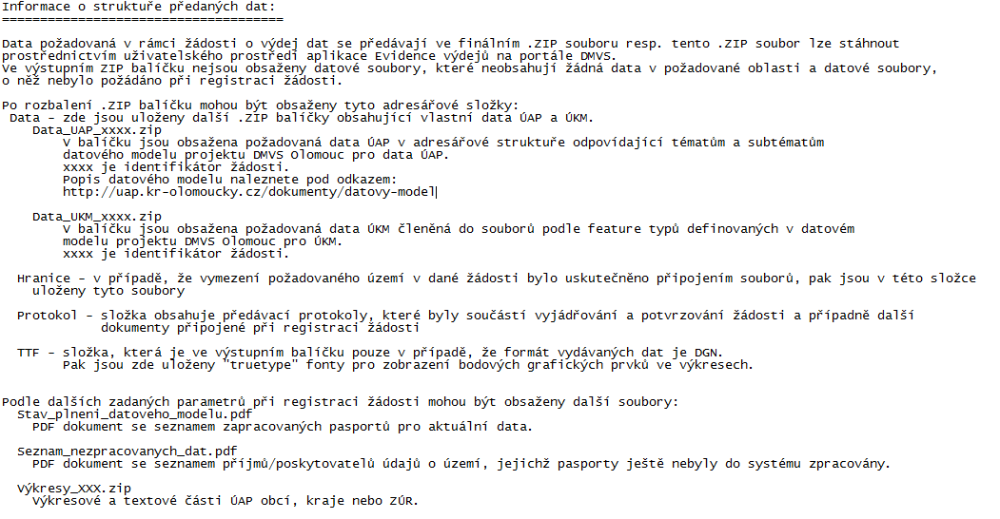 Informace o struktuře předaných dat:
=====================================
Data požadovaná v rámci žádosti o výdej dat se předávají ve finálním .ZIP souboru resp. tento .ZIP soubor lze stáhnout
prostřednictvím uživatelského prostředí aplikace Evidence výdejů na portále DMVS.
Ve výstupním ZIP balíčku nejsou obsaženy datové soubory, které neobsahují žádná data v požadované oblasti a datové soubory,
o něž nebylo požádáno při registraci žádosti.
Po rozbalení .ZIP balíčku mohou být obsaženy tyto adresářové složky:
Data – zde jsou uloženy další .ZIP balíčky obsahující vlastní data ÚAP a ÚKM.
Data_UAP_xxxx.zip
V balíčku jsou obsažena požadovaná data ÚAP v adresářové struktuře odpovídající tématům a subtématům
datového modelu projektu DMVS Olomouc pro data ÚAP.
xxxx je identifikátor žádosti.
Popis datového modelu naleznete pod odkazem:
http://uap.kr-olomoucky.cz/dokumenty/datovy-model
Data_UKM_xxxx.zip
V balíčku jsou obsažena požadovaná data ÚKM členěná do souborů podle feature typů definovaných v datovém
modelu projektu DMVS Olomouc pro ÚKM.
xxxx je identifikátor žádosti.
Hranice – v případě, že vymezení požadovaného území v dané žádosti bylo uskutečněno připojením souborů, pak jsou v této složce
uloženy tyto soubory
Protokol – složka obsahuje předávací protokoly, které byly součástí vyjádřování a potvrzování žádosti a případně další
dokumenty připojené při registraci žádosti
TTF – složka, která je ve výstupním balíčku pouze v případě, že formát vydávaných dat je DGN.
Pak jsou zde uloženy "truetype" fonty pro zobrazení bodových grafických prvků ve výkresech.
Podle dalších zadaných parametrů při registraci žádosti mohou být obsaženy další soubory:
Stav_plneni_datoveho_modelu.pdf
PDF dokument se seznamem zapracovaných pasportů pro aktuální data.
Seznam_nezpracovanych_dat.pdf
PDF dokument se seznamem příjmů/poskytovatelů údajů o území, jejichž pasporty ještě nebyly do systému zpracovány.
Výkresy_XXX.zip
Výkresové a textové části ÚAP obcí, kraje nebo ZÚR.